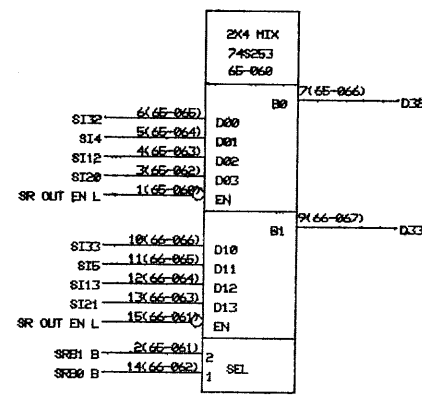 2X4 MIX
74S253
65-060
7(65-066)
B0
D38
6(65-065)
SI32
D00
5(65-064)
SI4
D01
4(65-063)
SI12
D02
3(65-062)
SI20
D03
1(65-060)
SR OUT EN L
EN
9(66-067)
B1
D33
10(66-066)
SI33
D10
11(66-065)
SI5
D11
12(66-064)
SI13
D12
13(66-063)
SI21
D13
15(66-061)
SR OUT EN L
EN
2(65-061)
SRB1 B
2
SEL
14(66-062)
SRB0 B
1